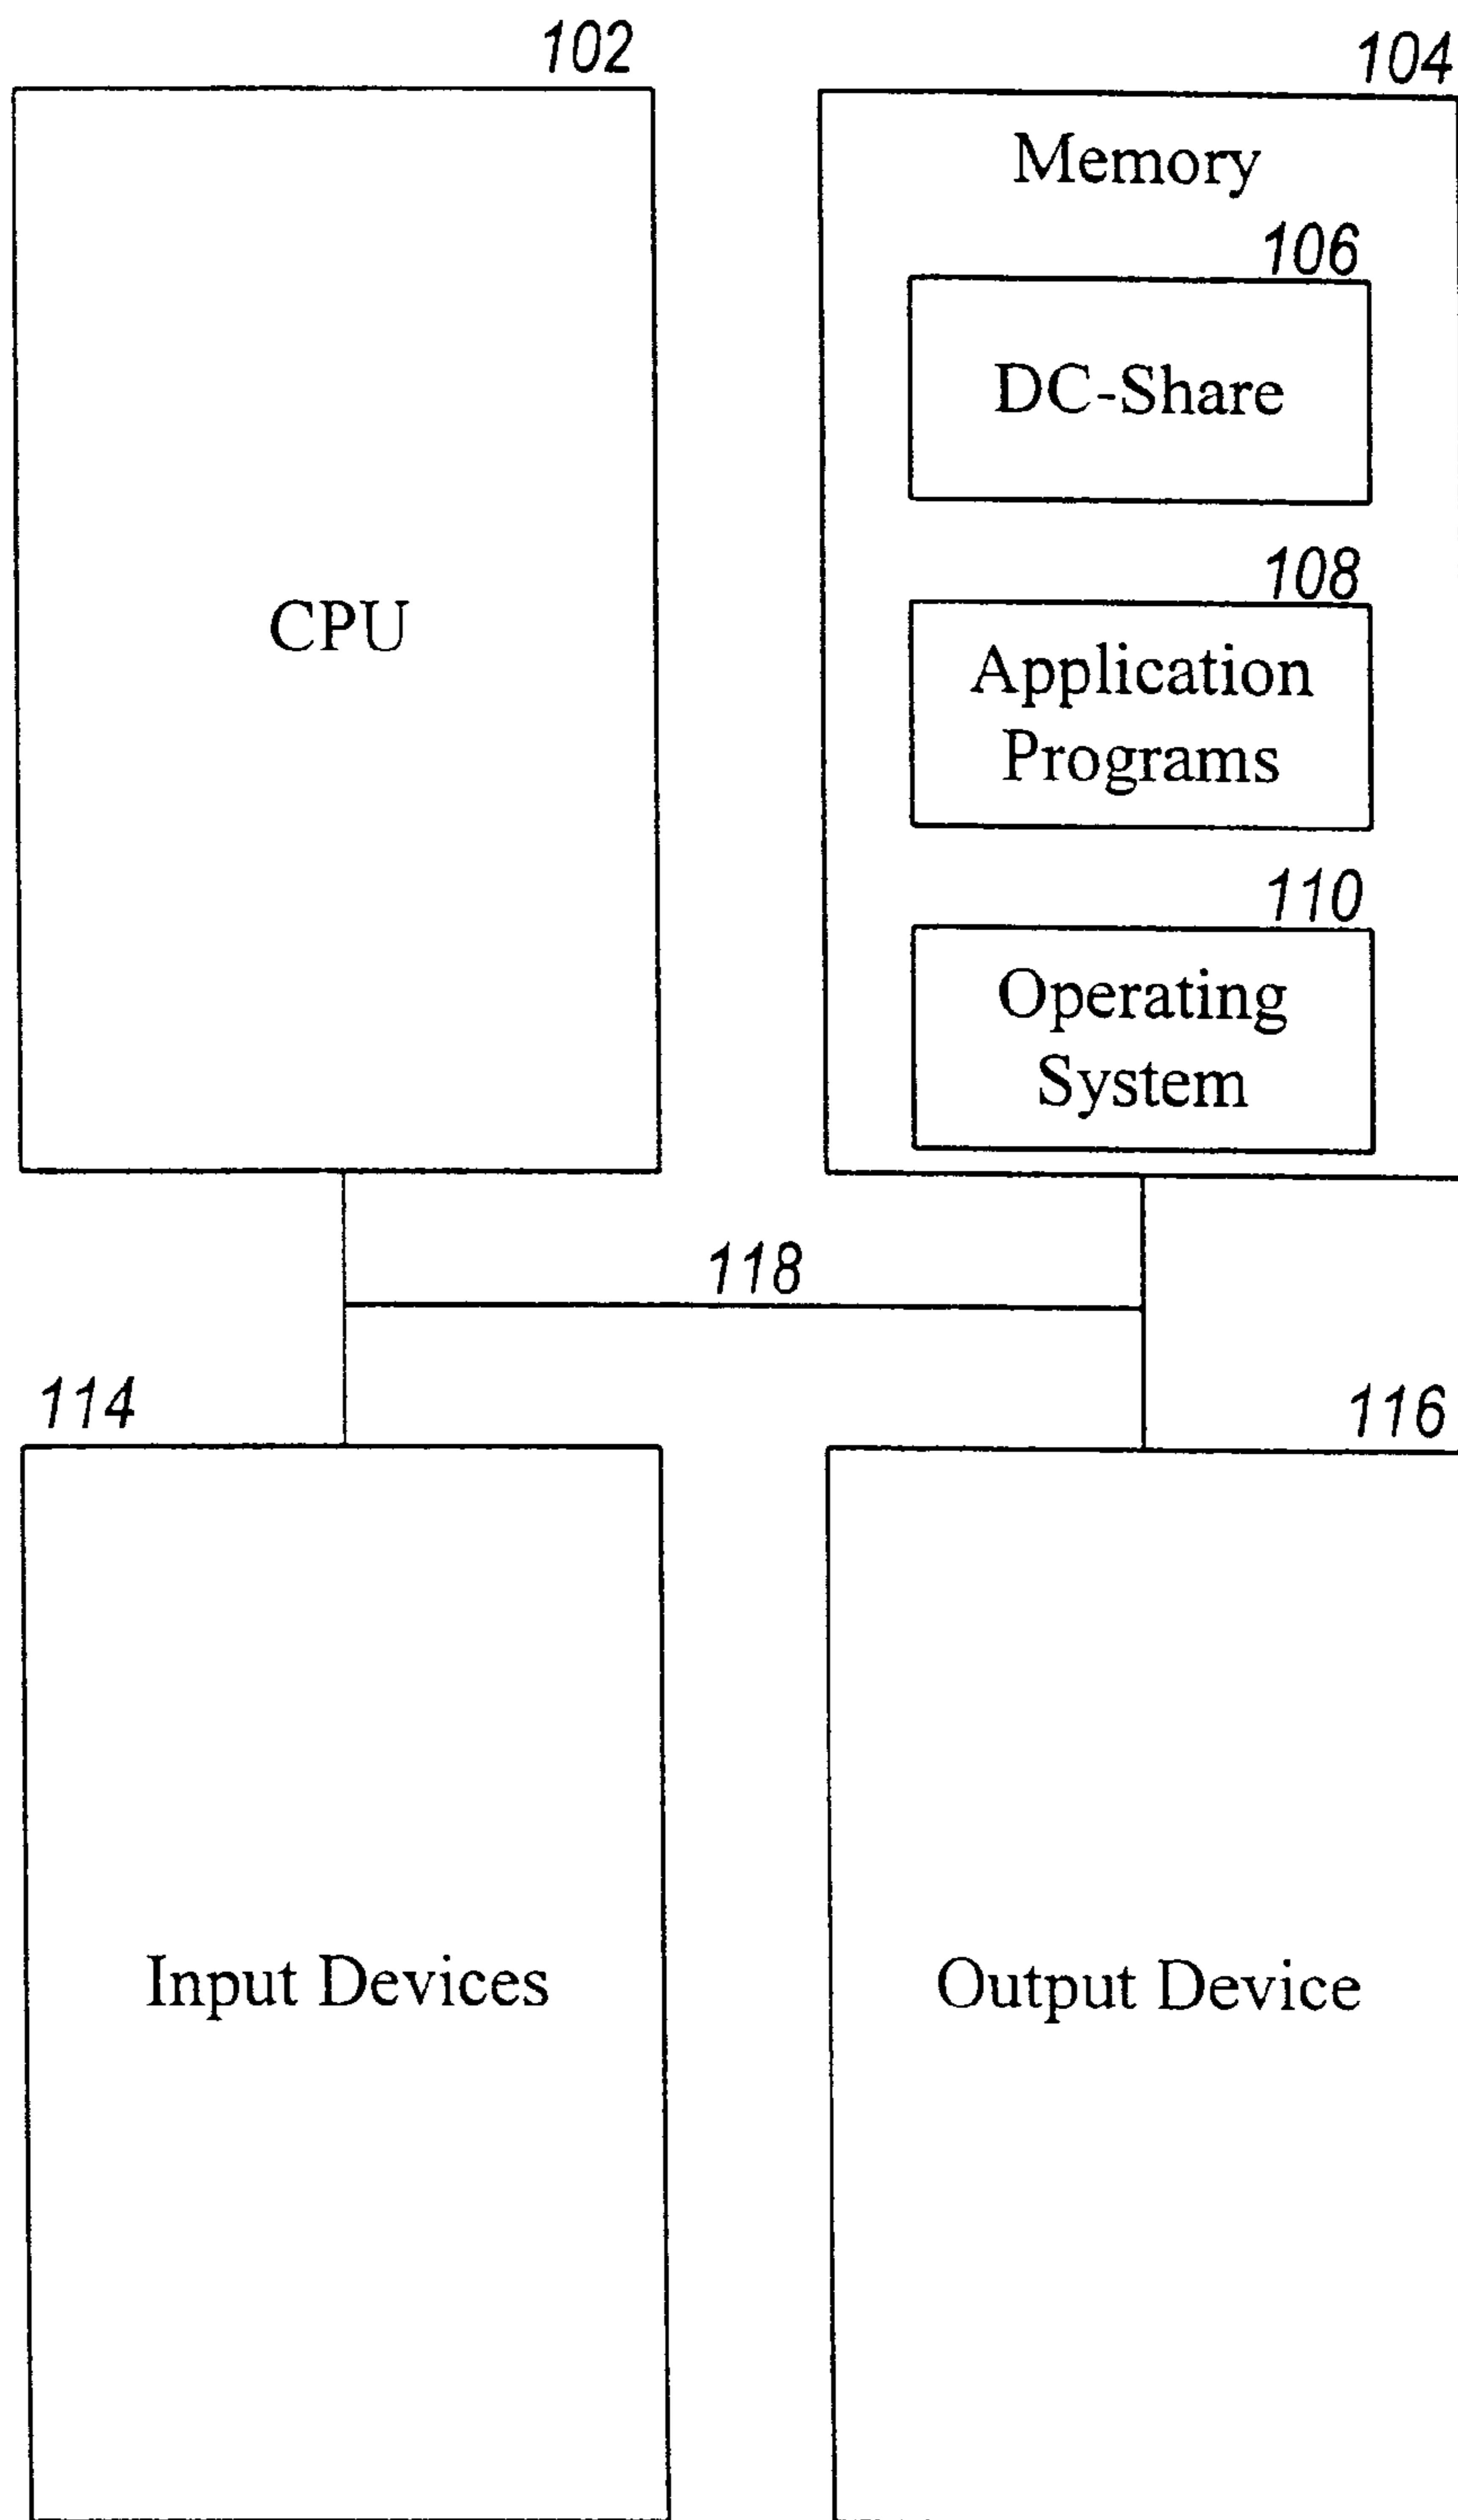 102
CPU
104
Memory
106
DC-Share
108
Application
Programs
110
Operating
System
118
114
Input Devices
116
Output Device